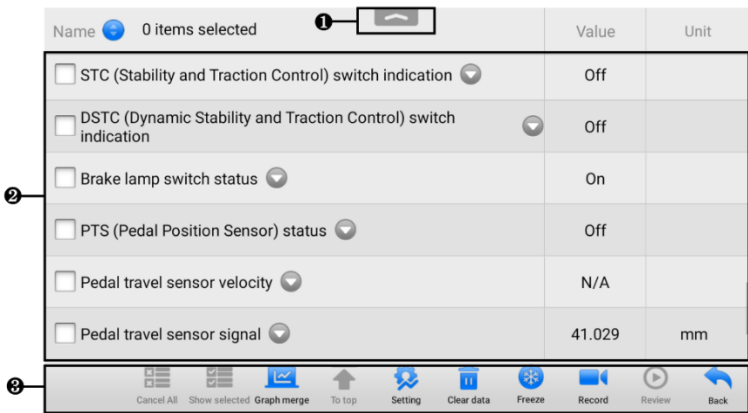 ❶
Name 0 items selected Value Unit
STC (Stability and Traction Control) switch indication Off
DSTC (Dynamic Stability and Traction Control) switch
indication Off
❷
Brake lamp switch status On
PTS (Pedal Position Sensor) status Off
Pedal travel sensor velocity N/A
Pedal travel sensor signal 41.029 mm
❸
Cancel All Show selected Graph merge To top Setting Clear data Freeze Record Review Back